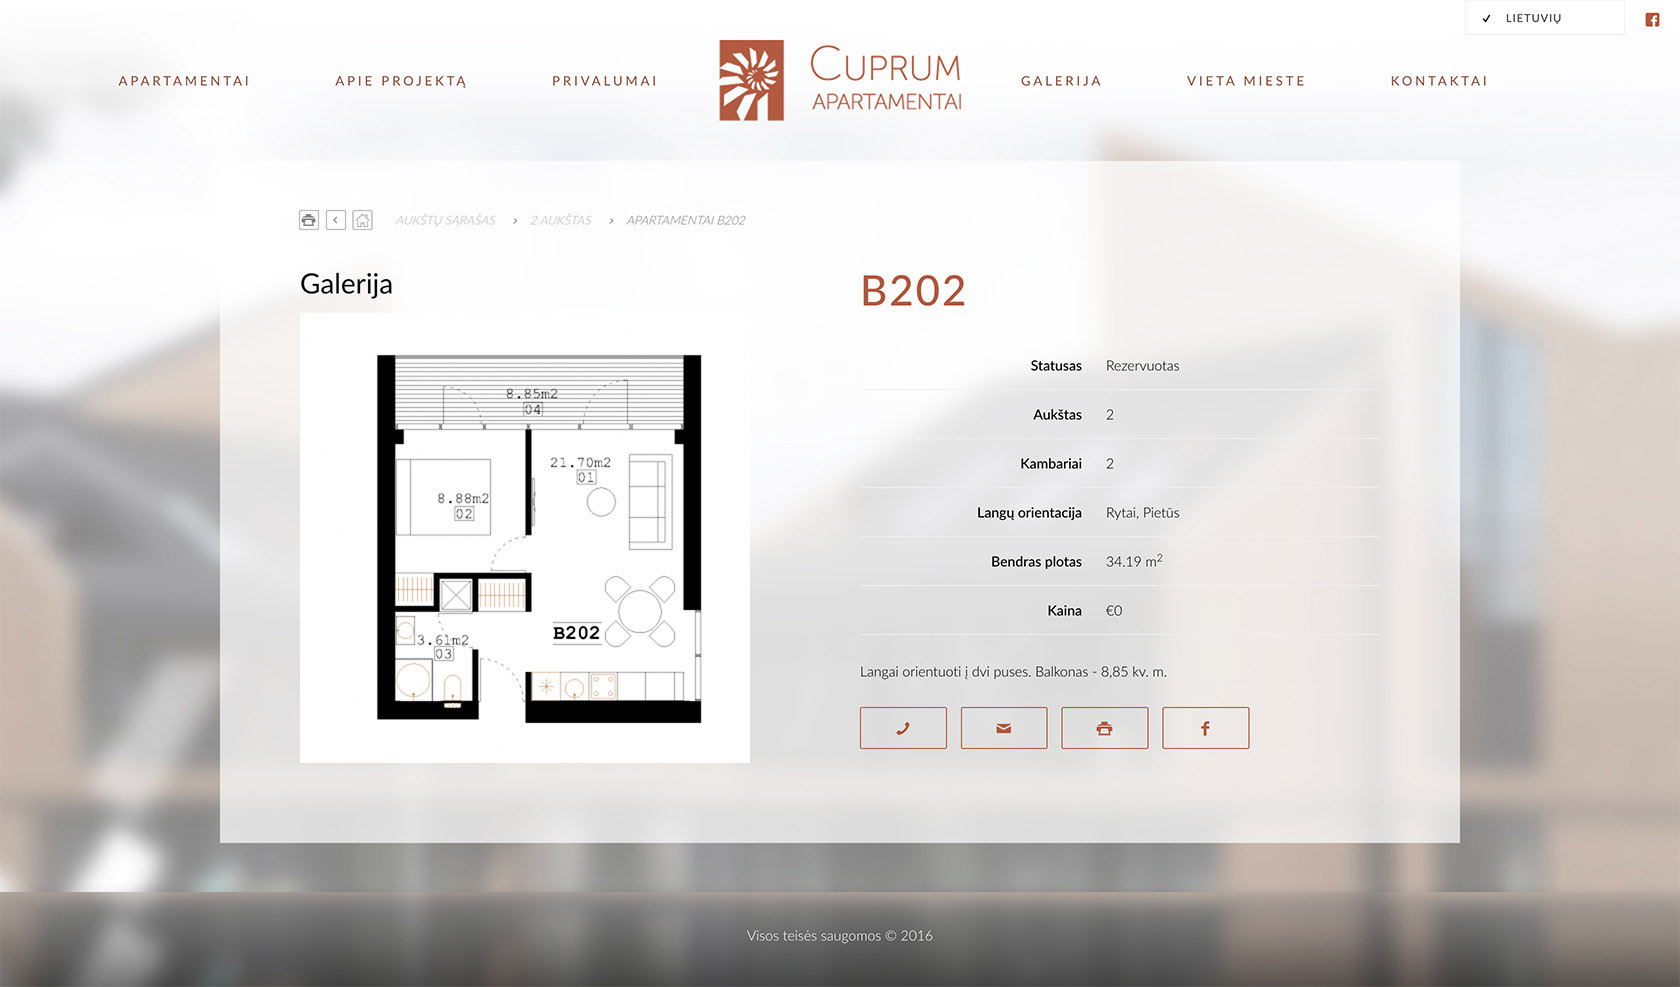 LIETUVIŲ
APARTAMENTAI
APIE PROJEKTĄ
PRIVALUMAI
CUPRUM
APARTAMENTAI
GALERIJA
VIETA MIESTE
KONTAKTAI
AUKŠTŲ SĄRAŠAS › 2 AUKŠTAS › APARTAMENTAI B202
Galerija
8.85m2
04
21.70m2
01
8.88m2
02
B202
3.61m2
03
B202
Statusas Rezervuotas
Aukštas 2
Kambariai 2
Langų orientacija Rytai, Pietūs
Bendras plotas 34.19 m²
Kaina €0
Langai orientuoti į dvi puses. Balkonas - 8,85 kv. m.
Visos teisės saugomos © 2016